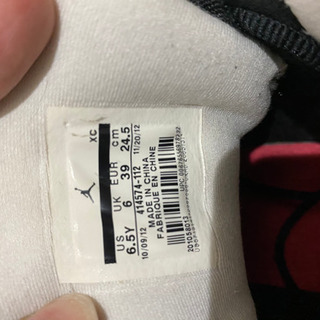 XC
US UK EUR cm
6.5Y 6 39 24.5
10/09/12 11/20/12
414574-112
MADE IN CHINA
FABRIQUE EN CHINE